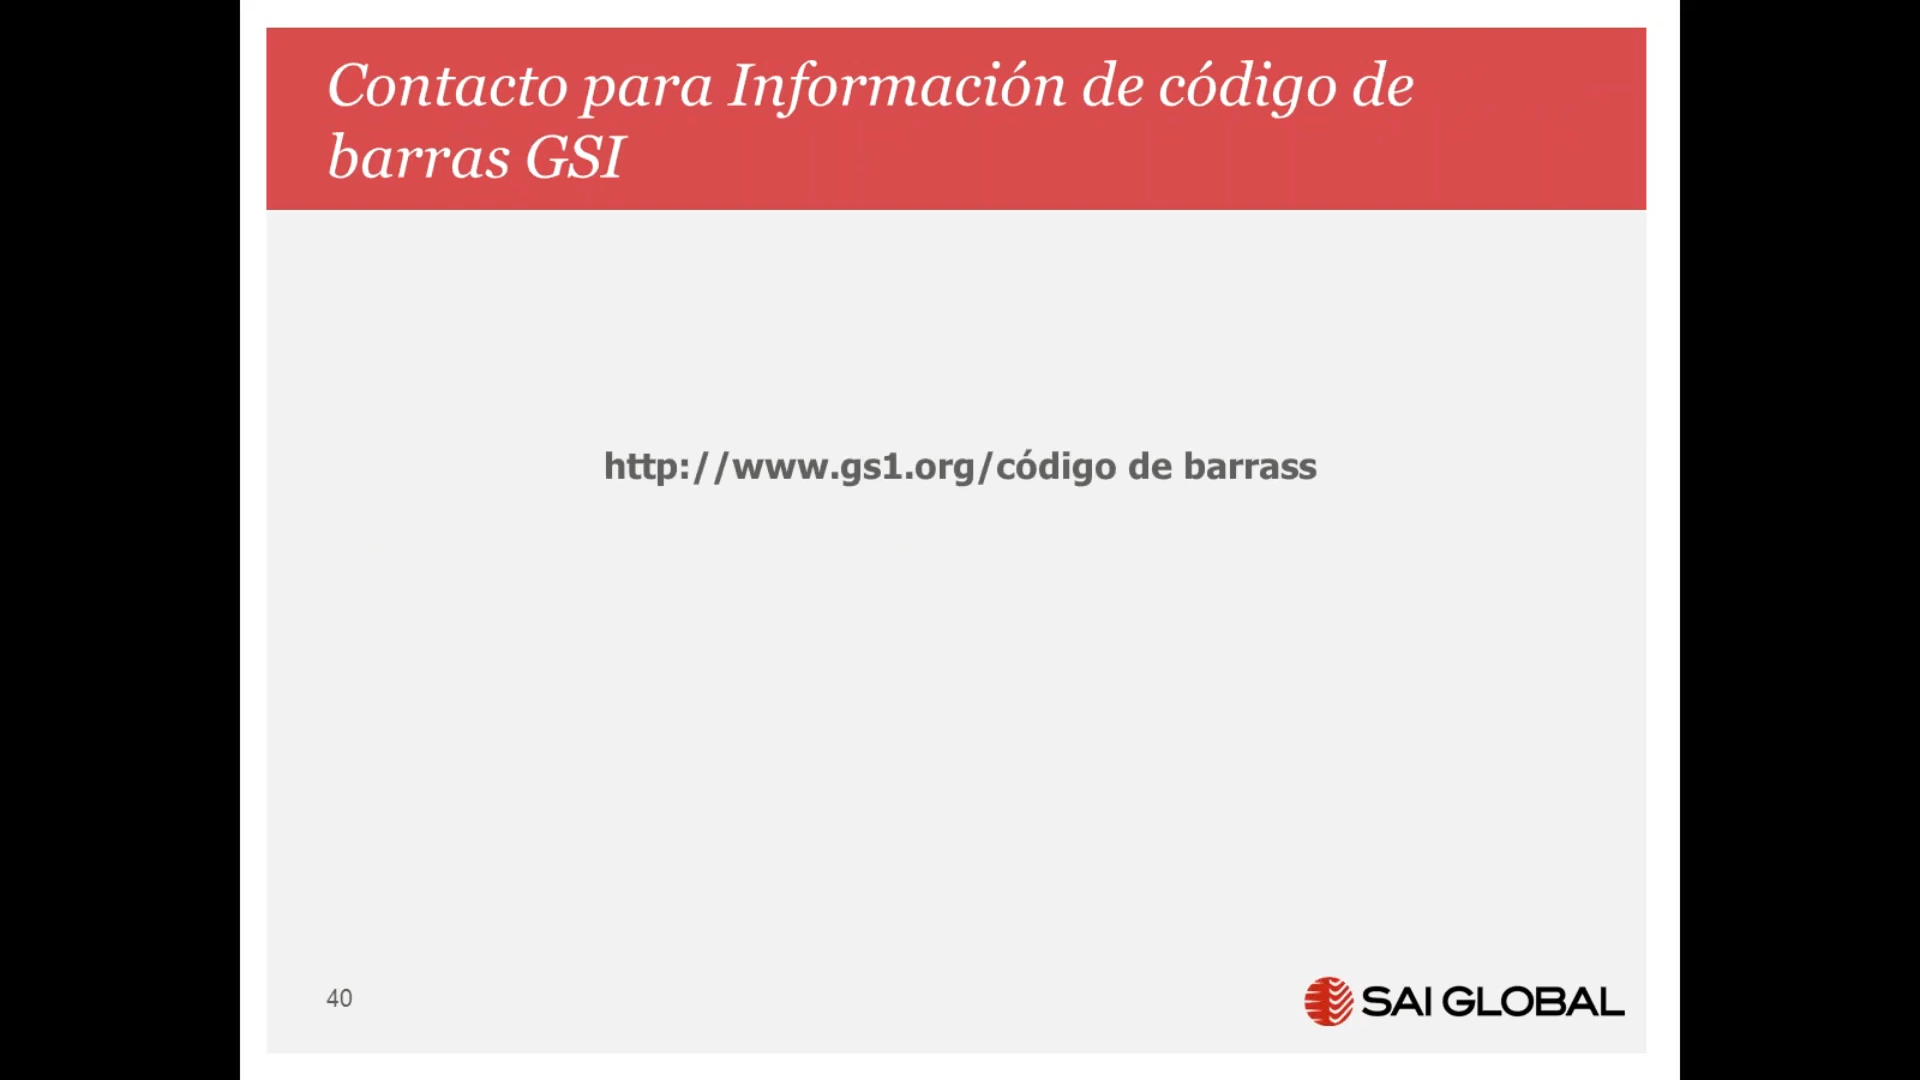 Contacto para Información de código de
barras GSI
http://www.gs1.org/código de barrass
40
SAI GLOBAL